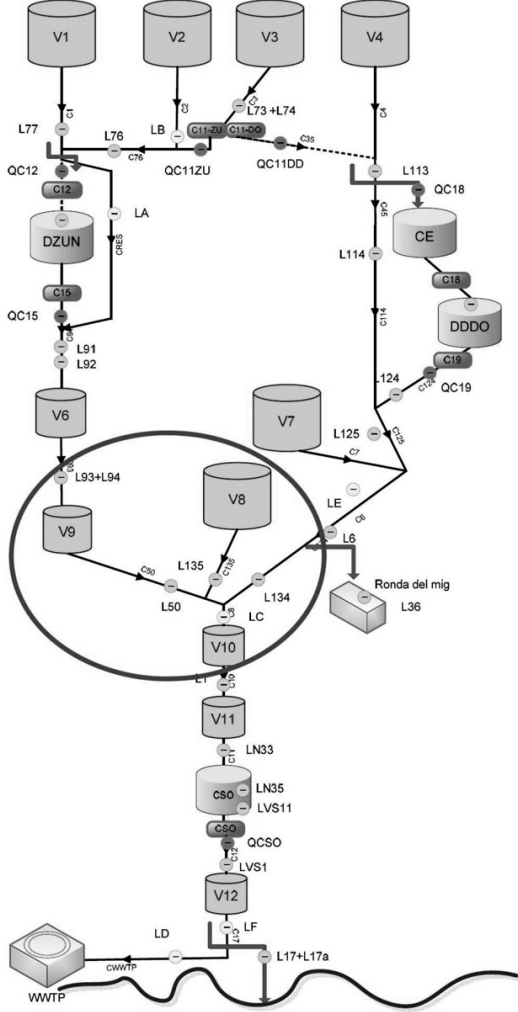 V1
V2
V3
V4
C1
C2
C3
C4
L77
L76
LB
L73 +L74
C11-ZU
C11-DO
C35
C76
QC11ZU
QC11DD
L113
QC12
C12
QC18
LA
CE
C45
DZUN
CRES
L114
C18
C15
DDDO
QC15
C114
C19
L91
L92
L124
C124
QC19
V6
V7
L125
C125
C7
L93+L94
V8
LE
V9
C6
L6
C50
L135
C135
Ronda del mig
L50
L134
L36
C8
LC
V10
C10
V11
C11
LN33
CSO
LN35
LVS11
CSO
QCSO
C12
LVS1
V12
LD
LF
C17
CWWTP
L17+L17a
WWTP